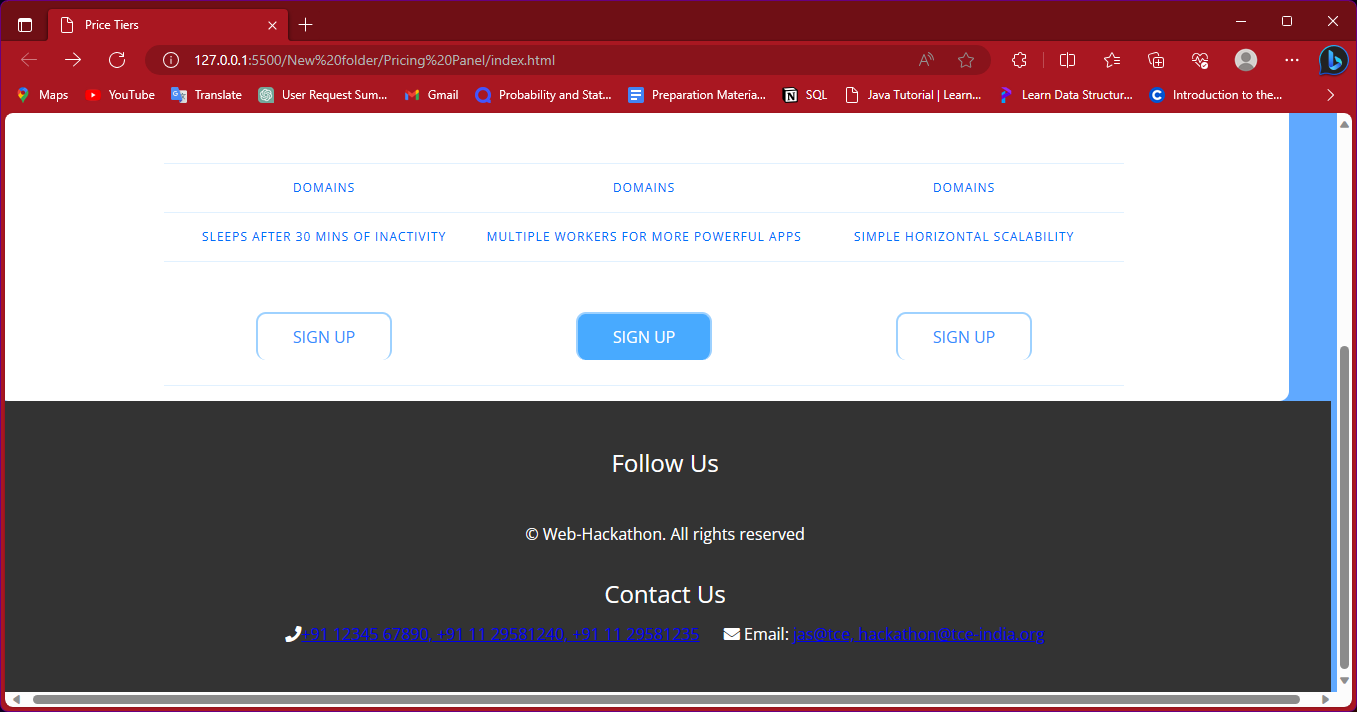 Price Tiers
127.0.0.1:5500/New%20folder/Pricing%20Panel/index.html
Maps YouTube Translate User Request Sum... Gmail Probability and Stat... Preparation Materia... SQL Java Tutorial | Learn... Learn Data Structur... Introduction to the...
DOMAINS DOMAINS DOMAINS
SLEEPS AFTER 30 MINS OF INACTIVITY MULTIPLE WORKERS FOR MORE POWERFUL APPS SIMPLE HORIZONTAL SCALABILITY
SIGN UP SIGN UP SIGN UP
Follow Us
© Web-Hackathon. All rights reserved
Contact Us
+91 12345 67890, +91 11 29581240, +91 11 29581235 Email: jas@tce, hackathon@tce-india.org